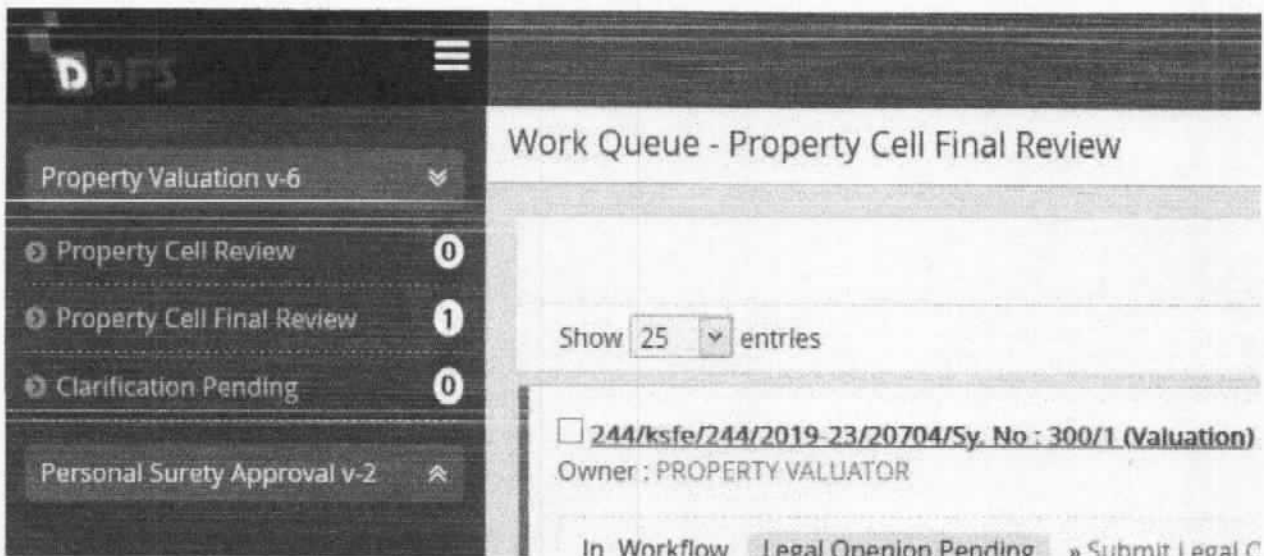 DDFS
Property Valuation v-6
Property Cell Review 0
Property Cell Final Review 1
Clarification Pending 0
Personal Surety Approval v-2
Work Queue - Property Cell Final Review
Show 25 entries
244/ksfe/244/2019-23/20704/Sy. No : 300/1 (Valuation)
Owner : PROPERTY VALUATOR
In Workflow Legal Openion Pending » Submit Legal